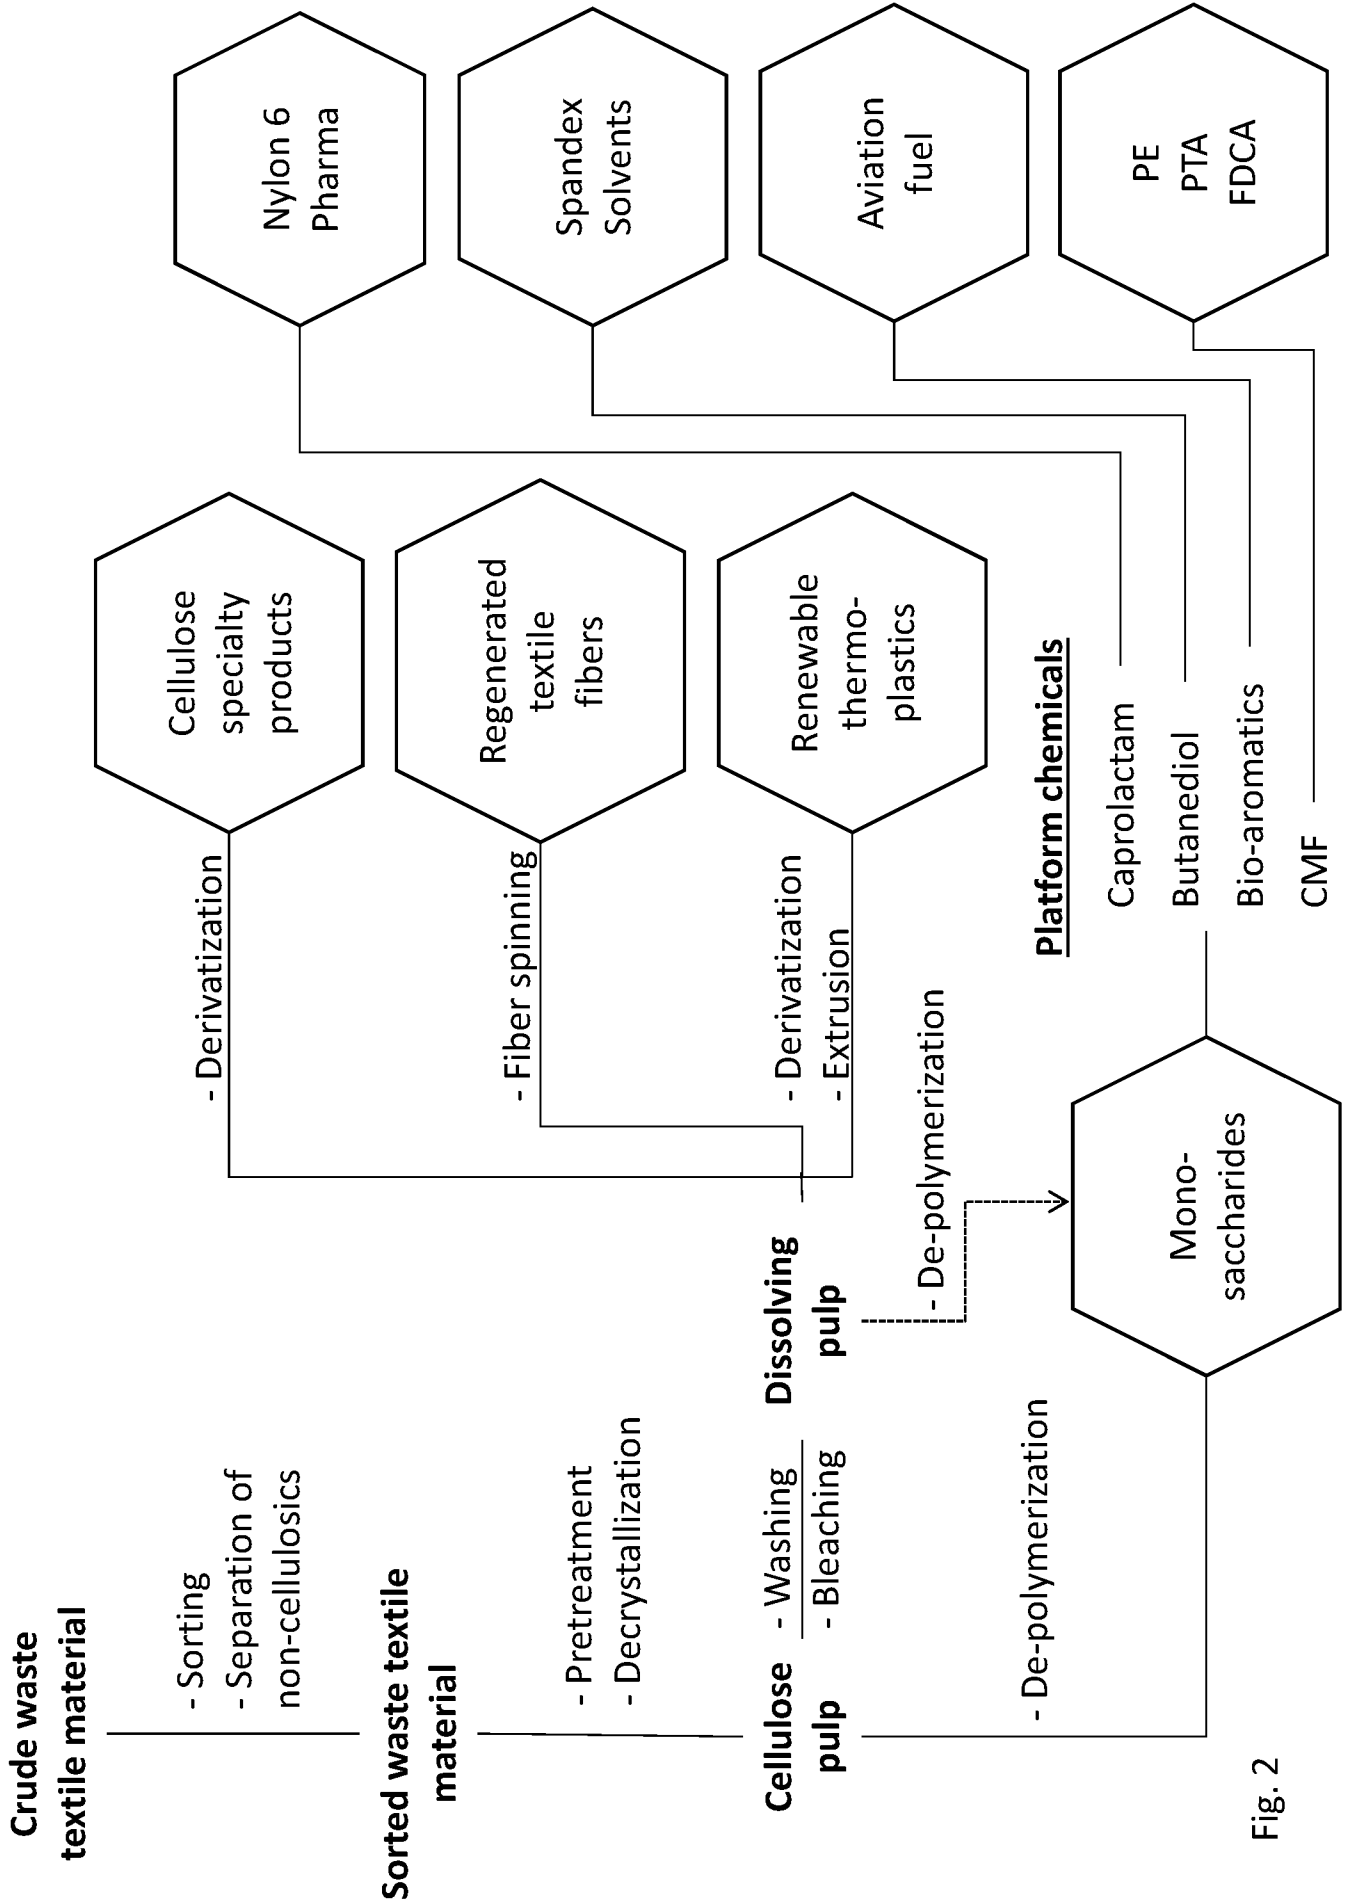 Crude waste
textile material
- Sorting
- Separation of
non-cellulosics
Sorted waste textile
material
- Pretreatment
- Decrystallization
Cellulose
pulp
- Washing
- Bleaching
Dissolving
pulp
- Derivatization
Cellulose
specialty
products
- Fiber spinning
Regenerated
textile
fibers
- Derivatization
- Extrusion
Renewable
thermo-
plastics
- De-polymerization
- De-polymerization
Mono-
saccharides
Platform chemicals
Caprolactam
Butanediol
Bio-aromatics
CMF
Nylon 6
Pharma
Spandex
Solvents
Aviation
fuel
PE
PTA
FDCA
Fig. 2